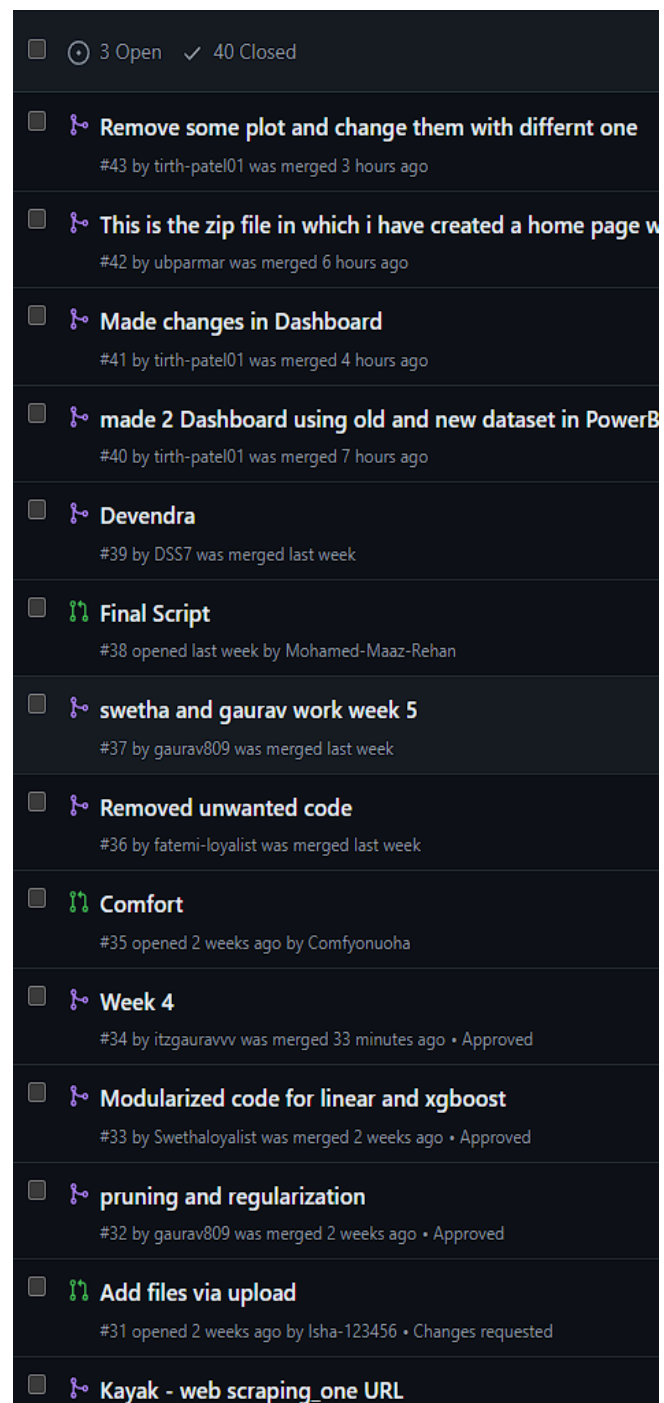 3 Open 40 Closed
Remove some plot and change them with differnt one
#43 by tirth-patel01 was merged 3 hours ago
This is the zip file in which i have created a home page w
#42 by ubparmar was merged 6 hours ago
Made changes in Dashboard
#41 by tirth-patel01 was merged 4 hours ago
made 2 Dashboard using old and new dataset in PowerB
#40 by tirth-patel01 was merged 7 hours ago
Devendra
#39 by DSS7 was merged last week
Final Script
#38 opened last week by Mohamed-Maaz-Rehan
swetha and gaurav work week 5
#37 by gaurav809 was merged last week
Removed unwanted code
#36 by fatemi-loyalist was merged last week
Comfort
#35 opened 2 weeks ago by Comfyonuoha
Week 4
#34 by itzgauravvv was merged 33 minutes ago • Approved
Modularized code for linear and xgboost
#33 by Swethaloyalist was merged 2 weeks ago • Approved
pruning and regularization
#32 by gaurav809 was merged 2 weeks ago • Approved
Add files via upload
#31 opened 2 weeks ago by Isha-123456 • Changes requested
Kayak - web scraping_one URL